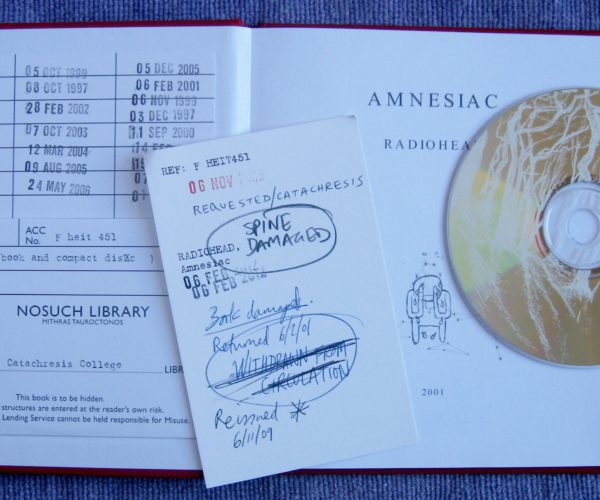 05 OCT 1999
05 DEC 2005
08 OCT 1997
06 FEB 2001
28 FEB 2002
06 NOV 1999
03 DEC 1997
07 OCT 2003
11 SEP 2000
12 MAR 2004
09 AUG 2005
24 MAY 2006
ACC
No.
F heit 451
book and compact disXc )
NOSUCH LIBRARY
MITHRAS TAUROCTONOS
Catachresis College
LIB
This book is to be hidden.
structures are entered at the reader's own risk.
Lending Service cannot be held responsible for Misuse.
REF: F HEIT451
06 NOV
REQUESTED/CATACHRESIS
SPINE
DAMAGED
RADIOHEAD.
Amnesiac
06 FEB
06 FEB 2012
Book damaged.
Returned 6/2/01
WITHDRAWN FROM
CIRCULATION
Reissued *
6/11/09
AMNESIAC
RADIOHEA
2001